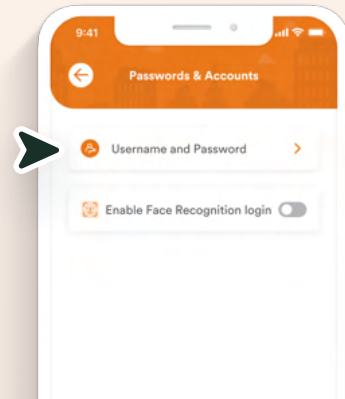 9:41
Passwords & Accounts
Username and Password
Enable Face Recognition login